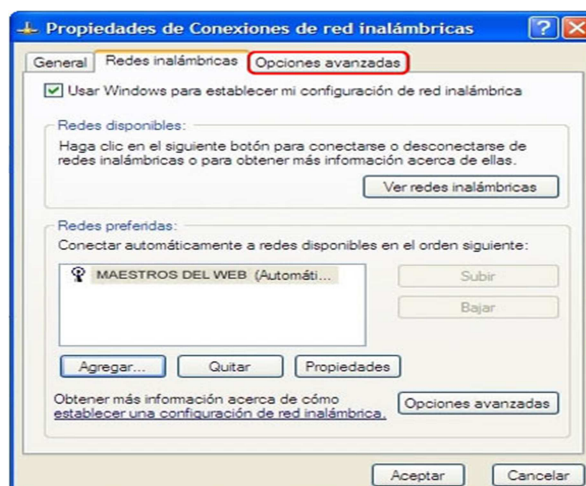 Propiedades de Conexiones de red inalámbricas
General Redes inalámbricas Opciones avanzadas
Usar Windows para establecer mi configuración de red inalámbrica
Redes disponibles:
Haga clic en el siguiente botón para conectarse o desconectarse de
redes inalámbricas o para obtener más información acerca de ellas.
Ver redes inalámbricas
Redes preferidas:
Conectar automáticamente a redes disponibles en el orden siguiente:
MAESTROS DEL WEB (Automáti...
Subir
Bajar
Agregar... Quitar Propiedades
Obtener más información acerca de cómo
establecer una configuración de red inalámbrica.
Opciones avanzadas
Aceptar Cancelar